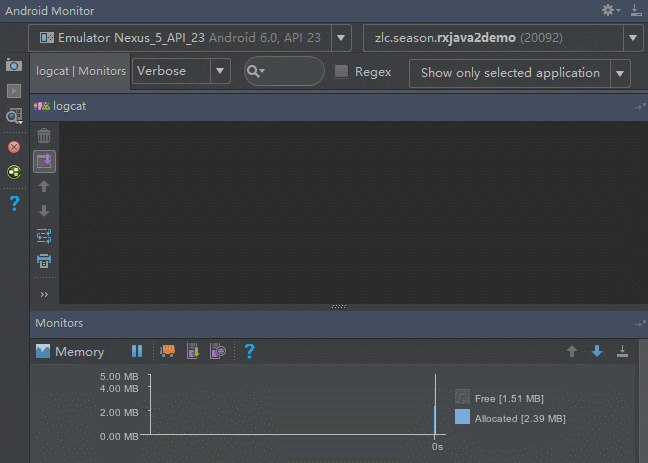 Android Monitor
Emulator Nexus_5_API_23 Android 6.0, API 23
zlc.season.rxjava2demo (20092)
logcat | Monitors
Verbose
Regex
Show only selected application
logcat
>>
Monitors
Memory
?
5.00 MB
4.00 MB
2.00 MB
0.00 MB
0s
Free [1.51 MB]
Allocated [2.39 MB]